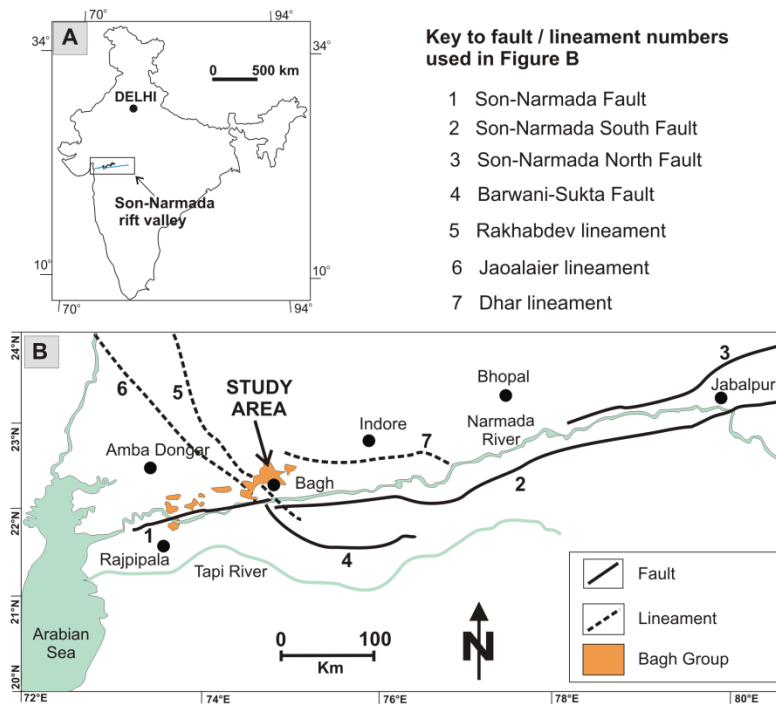 A
70°
94°
34°
34°
0 500 km
DELHI
Son-Narmada
rift valley
10°
10°
70°
94°
Key to fault / lineament numbers
used in Figure B
1 Son-Narmada Fault
2 Son-Narmada South Fault
3 Son-Narmada North Fault
4 Barwani-Sukta Fault
5 Rakhabdev lineament
6 Jaoalaier lineament
7 Dhar lineament
B
24°N
23°N
22°N
21°N
20°N
6
5
STUDY
AREA
3
Bhopal
Jabalpur
Indore
Narmada
River
Amba Dongar
7
Bagh
2
1
4
Rajpipala
Tapi River
Arabian
Sea
0 100
Km
N
Fault
Lineament
Bagh Group
72°E
74°E
76°E
78°E
80°E